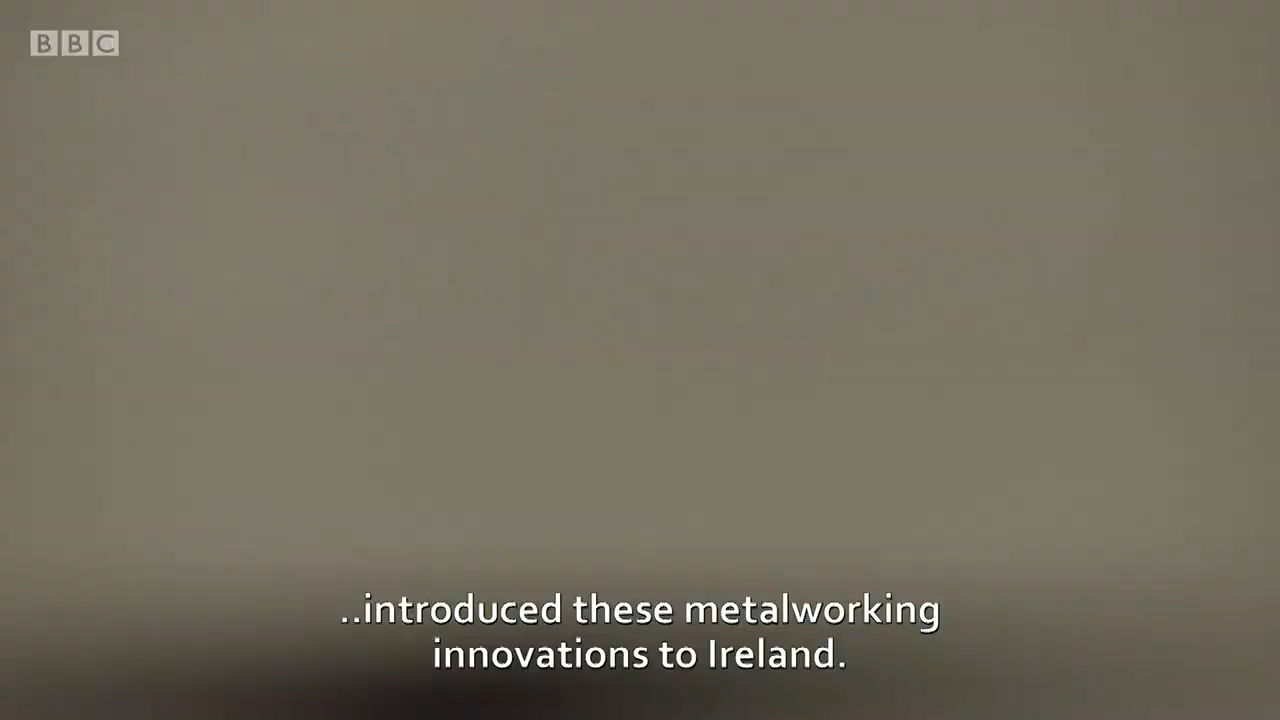 BBC
..introduced these metalworking
innovations to Ireland.